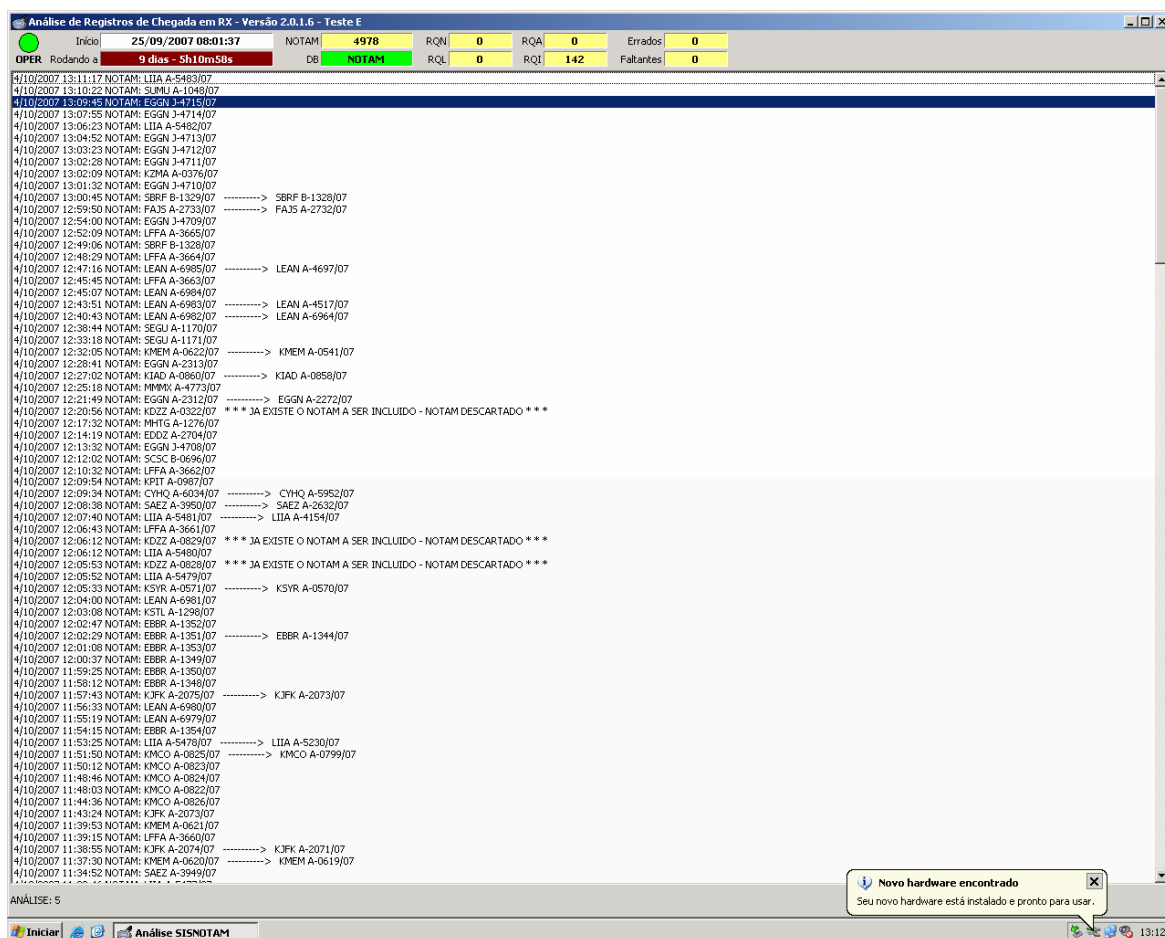 Análise de Registros de Chegada em RX - Versão 2.0.1.6 - Teste E
Início 25/09/2007 08:01:37 NOTAM 4978 RQN 0 RQA 0 Errados 0
OPER Rodando a 9 dias - 5h10m58s DB NOTAM RQL 0 RQI 142 Faltantes 0
4/10/2007 13:11:17 NOTAM: LIIA A-5483/07
4/10/2007 13:10:22 NOTAM: SUMU A-1048/07
4/10/2007 13:09:45 NOTAM: EGGN J-4715/07
4/10/2007 13:07:55 NOTAM: EGGN J-4714/07
4/10/2007 13:06:23 NOTAM: LIIA A-5482/07
4/10/2007 13:04:52 NOTAM: EGGN J-4713/07
4/10/2007 13:03:23 NOTAM: EGGN J-4712/07
4/10/2007 13:02:28 NOTAM: EGGN J-4711/07
4/10/2007 13:02:09 NOTAM: KZMA A-0376/07
4/10/2007 13:01:32 NOTAM: EGGN J-4710/07
4/10/2007 13:00:45 NOTAM: SBRF B-1329/07 ----------> SBRF B-1328/07
4/10/2007 12:59:50 NOTAM: FAJS A-2733/07 ----------> FAJS A-2732/07
4/10/2007 12:54:00 NOTAM: EGGN J-4709/07
4/10/2007 12:52:09 NOTAM: LFFA A-3665/07
4/10/2007 12:49:06 NOTAM: SBRF B-1328/07
4/10/2007 12:48:29 NOTAM: LFFA A-3664/07
4/10/2007 12:47:16 NOTAM: LEAN A-6985/07 ----------> LEAN A-4697/07
4/10/2007 12:45:45 NOTAM: LFFA A-3663/07
4/10/2007 12:45:07 NOTAM: LEAN A-6984/07
4/10/2007 12:43:51 NOTAM: LEAN A-6983/07 ----------> LEAN A-4517/07
4/10/2007 12:40:43 NOTAM: LEAN A-6982/07 ----------> LEAN A-6964/07
4/10/2007 12:38:44 NOTAM: SEGU A-1170/07
4/10/2007 12:33:18 NOTAM: SEGU A-1171/07
4/10/2007 12:32:05 NOTAM: KMEM A-0622/07 ----------> KMEM A-0541/07
4/10/2007 12:28:41 NOTAM: EGGN A-2313/07
4/10/2007 12:27:02 NOTAM: KIAD A-0860/07 ----------> KIAD A-0858/07
4/10/2007 12:25:18 NOTAM: MMMX A-4773/07
4/10/2007 12:21:49 NOTAM: EGGN A-2312/07 ----------> EGGN A-2272/07
4/10/2007 12:20:56 NOTAM: KDZZ A-0322/07 * * * JA EXISTE O NOTAM A SER INCLUIDO - NOTAM DESCARTADO * * *
4/10/2007 12:17:32 NOTAM: MHTG A-1276/07
4/10/2007 12:14:19 NOTAM: EDDZ A-2704/07
4/10/2007 12:13:32 NOTAM: EGGN J-4708/07
4/10/2007 12:12:02 NOTAM: SCSC B-0696/07
4/10/2007 12:10:32 NOTAM: LFFA A-3662/07
4/10/2007 12:09:54 NOTAM: KPIT A-0987/07
4/10/2007 12:09:34 NOTAM: CYHQ A-6034/07 ----------> CYHQ A-5952/07
4/10/2007 12:08:38 NOTAM: SAEZ A-3950/07 ----------> SAEZ A-2632/07
4/10/2007 12:07:40 NOTAM: LIIA A-5481/07 ----------> LIIA A-4154/07
4/10/2007 12:06:43 NOTAM: LFFA A-3661/07
4/10/2007 12:06:12 NOTAM: KDZZ A-0829/07 * * * JA EXISTE O NOTAM A SER INCLUIDO - NOTAM DESCARTADO * * *
4/10/2007 12:06:12 NOTAM: LIIA A-5480/07
4/10/2007 12:05:53 NOTAM: KDZZ A-0828/07 * * * JA EXISTE O NOTAM A SER INCLUIDO - NOTAM DESCARTADO * * *
4/10/2007 12:05:52 NOTAM: LIIA A-5479/07
4/10/2007 12:05:33 NOTAM: KSYR A-0571/07 ----------> KSYR A-0570/07
4/10/2007 12:04:00 NOTAM: LEAN A-6981/07
4/10/2007 12:03:08 NOTAM: KSTL A-1298/07
4/10/2007 12:02:47 NOTAM: EBBR A-1352/07
4/10/2007 12:02:29 NOTAM: EBBR A-1351/07 ----------> EBBR A-1344/07
4/10/2007 12:01:08 NOTAM: EBBR A-1353/07
4/10/2007 12:00:37 NOTAM: EBBR A-1349/07
4/10/2007 11:59:25 NOTAM: EBBR A-1350/07
4/10/2007 11:58:12 NOTAM: EBBR A-1348/07
4/10/2007 11:57:43 NOTAM: KJFK A-2075/07 ----------> KJFK A-2073/07
4/10/2007 11:56:33 NOTAM: LEAN A-6980/07
4/10/2007 11:55:19 NOTAM: LEAN A-6979/07
4/10/2007 11:54:15 NOTAM: EBBR A-1354/07
4/10/2007 11:53:25 NOTAM: LIIA A-5478/07 ----------> LIIA A-5230/07
4/10/2007 11:51:50 NOTAM: KMCO A-0825/07 ----------> KMCO A-0799/07
4/10/2007 11:50:12 NOTAM: KMCO A-0823/07
4/10/2007 11:48:46 NOTAM: KMCO A-0824/07
4/10/2007 11:48:03 NOTAM: KMCO A-0822/07
4/10/2007 11:44:36 NOTAM: KMCO A-0826/07
4/10/2007 11:43:24 NOTAM: KJFK A-2073/07
4/10/2007 11:39:53 NOTAM: KMEM A-0621/07
4/10/2007 11:39:15 NOTAM: LFFA A-3660/07
4/10/2007 11:38:55 NOTAM: KJFK A-2074/07 ----------> KJFK A-2071/07
4/10/2007 11:37:30 NOTAM: KMEM A-0620/07 ----------> KMEM A-0619/07
4/10/2007 11:34:52 NOTAM: SAEZ A-3949/07
Novo hardware encontrado
Seu novo hardware está instalado e pronto para usar.
ANÁLISE: 5
Iniciar Análise SISNOTAM 13:12